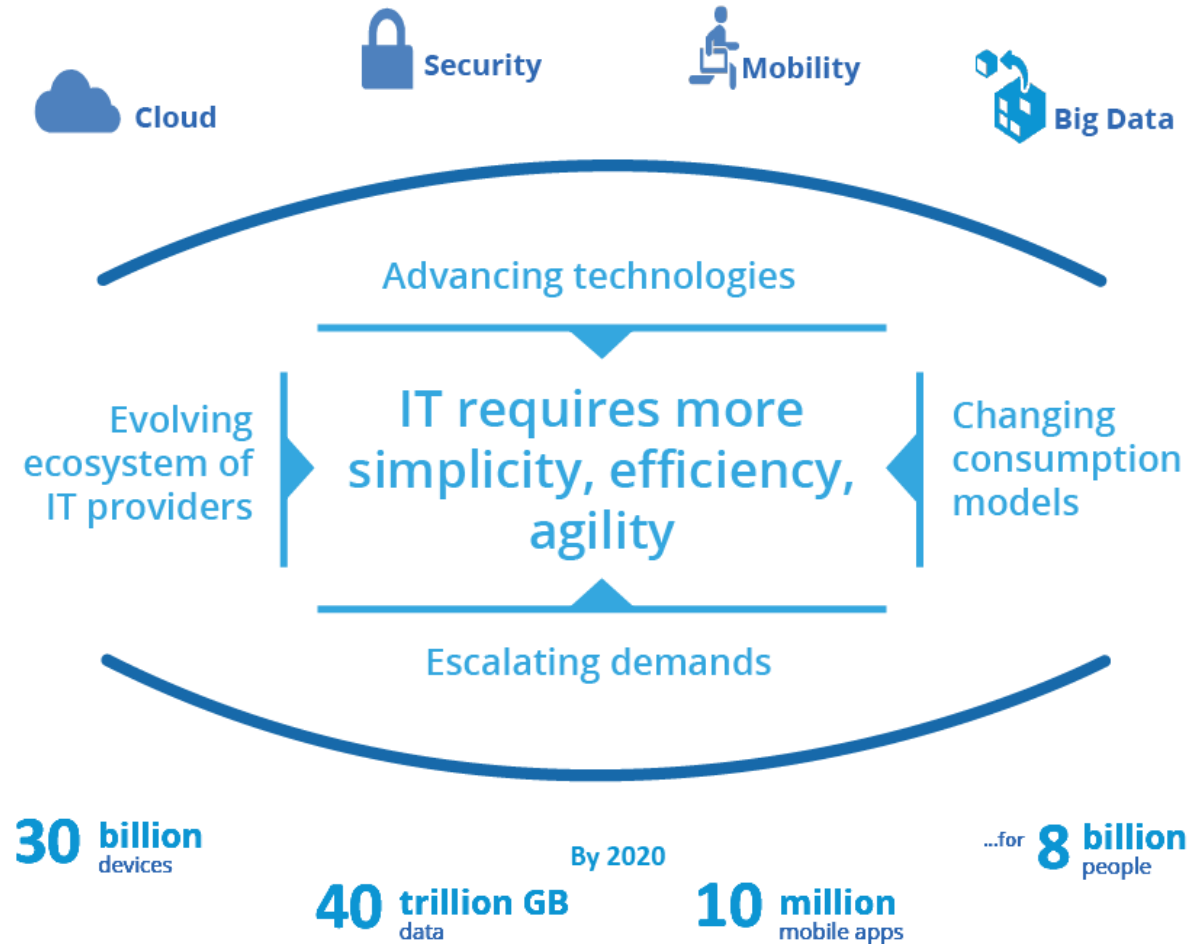 Cloud
Security
Mobility
Big Data
Advancing technologies
Evolving
ecosystem of
IT providers
IT requires more
simplicity, efficiency,
agility
Changing
consumption
models
Escalating demands
30 billion
devices
By 2020
...for 8 billion
people
40 trillion GB
data
10 million
mobile apps